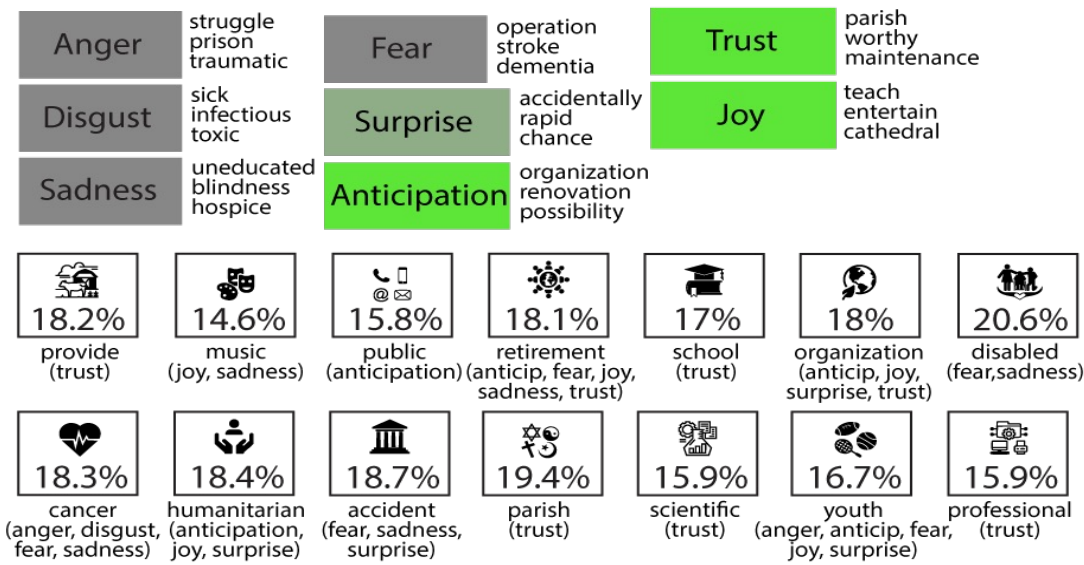 Anger
struggle
prison
traumatic
Fear
operation
stroke
dementia
Trust
parish
worthy
maintenance
Disgust
sick
infectious
toxic
Surprise
accidentally
rapid
chance
Joy
teach
entertain
cathedral
Sadness
uneducated
blindness
hospice
Anticipation
organization
renovation
possibility
18.2%
provide
(trust)
14.6%
music
(joy, sadness)
@
15.8%
public
(anticipation)
18.1%
retirement
(anticip, fear, joy,
sadness, trust)
17%
school
(trust)
18%
organization
(anticip, joy,
surprise, trust)
20.6%
disabled
(fear,sadness)
18.3%
cancer
(anger, disgust,
fear, sadness)
18.4%
humanitarian
(anticipation,
joy, surprise)
18.7%
accident
(fear, sadness,
surprise)
19.4%
parish
(trust)
15.9%
scientific
(trust)
16.7%
youth
(anger, anticip, fear,
joy, surprise)
15.9%
professional
(trust)